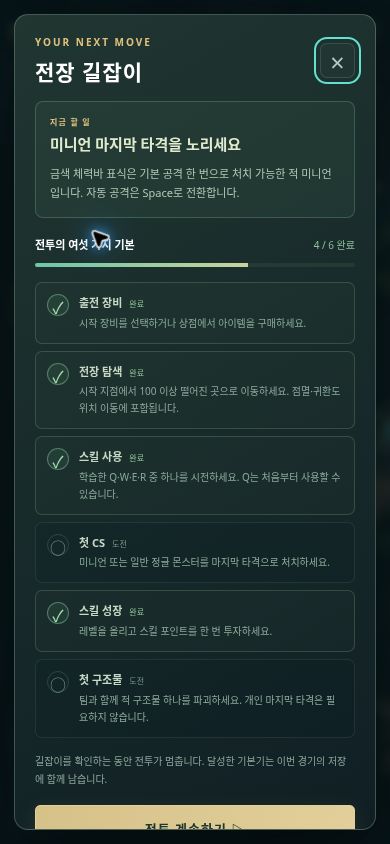 YOUR NEXT MOVE
전장 길잡이
지금 할 일
미니언 마지막 타격을 노리세요
금색 체력바 표식은 기본 공격 한 번으로 처치 가능한 적 미니언
입니다. 자동 공격은 Space로 전환합니다.
전투의 여섯 기본
4 / 6 완료
출전 장비 완료
시작 장비를 선택하거나 상점에서 아이템을 구매하세요.
전장 탐색 완료
시작 지점에서 100 이상 떨어진 곳으로 이동하세요. 점멸·귀환도
위치 이동에 포함됩니다.
스킬 사용 완료
학습한 Q·W·E·R 중 하나를 시전하세요. Q는 처음부터 사용할 수
있습니다.
첫 CS 도전
미니언 또는 일반 정글 몬스터를 마지막 타격으로 처치하세요.
스킬 성장 완료
레벨을 올리고 스킬 포인트를 한 번 투자하세요.
첫 구조물 도전
팀과 함께 적 구조물 하나를 파괴하세요. 개인 마지막 타격은 필
요하지 않습니다.
길잡이를 확인하는 동안 전투가 멈춥니다. 달성한 기본기는 이번 경기의 저장
에 함께 남습니다.
전투 계속하기 ▷